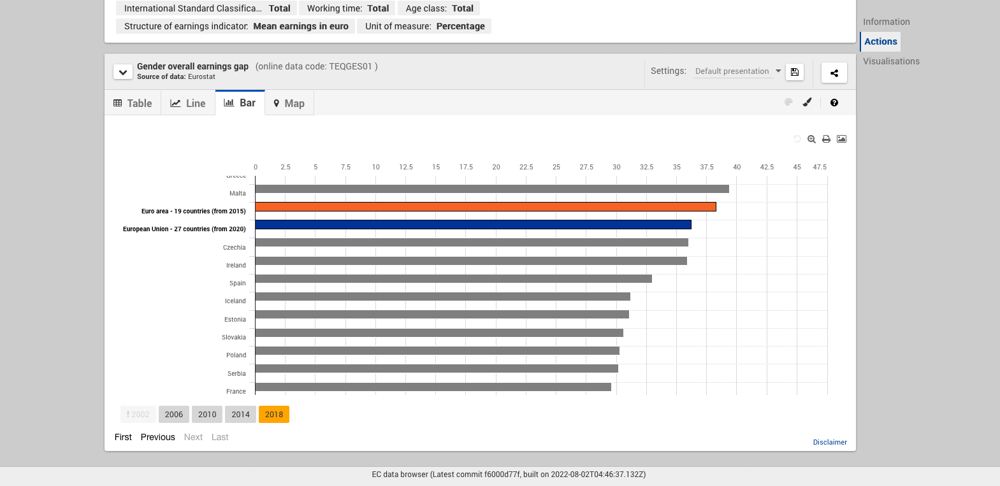 International Standard Classifica... Total Working time: Total Age class: Total
Structure of earnings indicator: Mean earnings in euro Unit of measure: Percentage
Information
Actions
Visualisations
Gender overall earnings gap (online data code: TEQGES01 )
Source of data: Eurostat
Settings: Default presentation
Table Line Bar Map
0 2.5 5 7.5 10 12.5 15 17.5 20 22.5 25 27.5 30 32.5 35 37.5 40 42.5 45 47.5
Greece
Malta
Euro area - 19 countries (from 2015)
European Union - 27 countries (from 2020)
Czechia
Ireland
Spain
Iceland
Estonia
Slovakia
Poland
Serbia
France
! 2002 2006 2010 2014 2018
First Previous Next Last
Disclaimer
EC data browser (Latest commit f6000d77f, built on 2022-08-02T04:46:37.132Z)